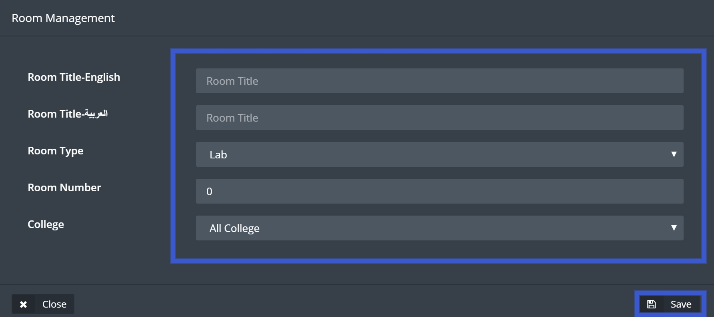 Room Management
Room Title-English
Room Title
Room Title-العربية
Room Title
Room Type
Lab
Room Number
0
College
All College
Close
Save